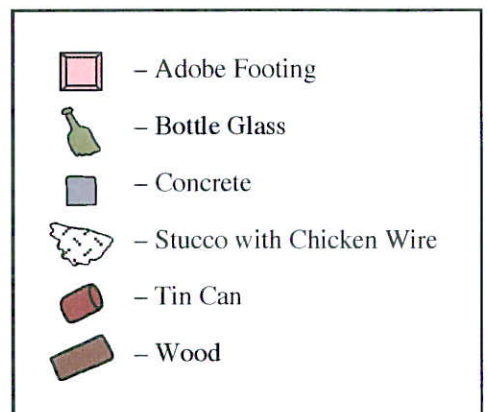 – Adobe Footing
– Bottle Glass
– Concrete
– Stucco with Chicken Wire
– Tin Can
– Wood